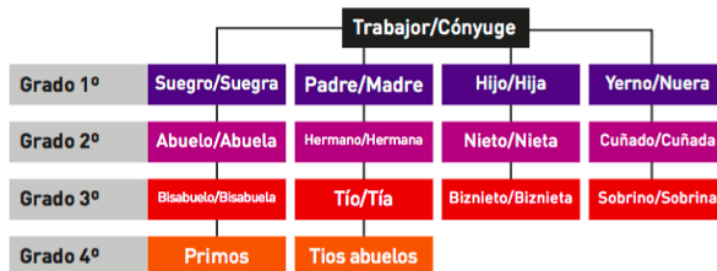 Trabajor/Cónyuge
Grado 1º Suegro/Suegra Padre/Madre Hijo/Hija Yerno/Nuera
Grado 2º Abuelo/Abuela Hermano/Hermana Nieto/Nieta Cuñado/Cuñada
Grado 3º Bisabuelo/Bisabuela Tío/Tía Biznieto/Biznieta Sobrino/Sobrina
Grado 4º Primos Tios abuelos